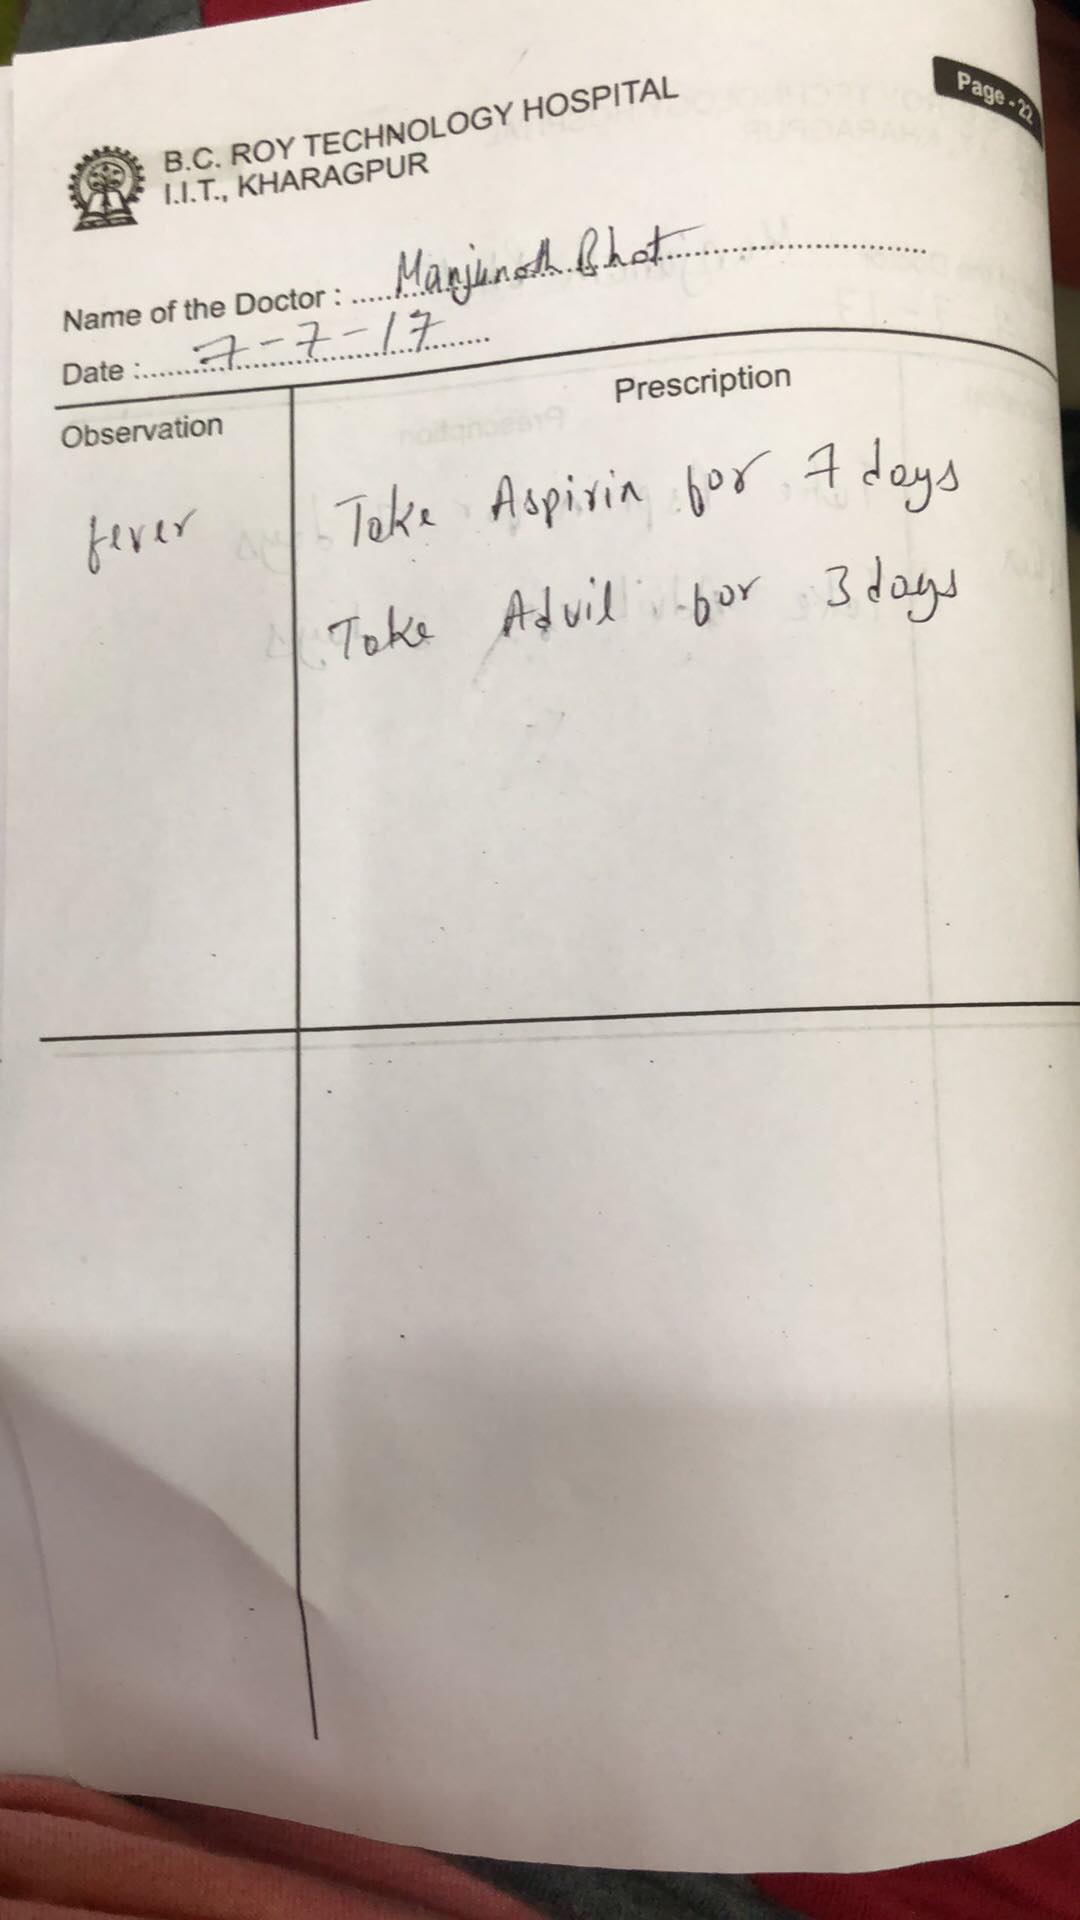 Page - 22
B.C. ROY TECHNOLOGY HOSPITAL
I.I.T., KHARAGPUR
Name of the Doctor : Manjunath Bhat
Date : 7-7-17
Observation
Prescription
fever
Take Aspirin for 7 days
Take Advil for 3 days